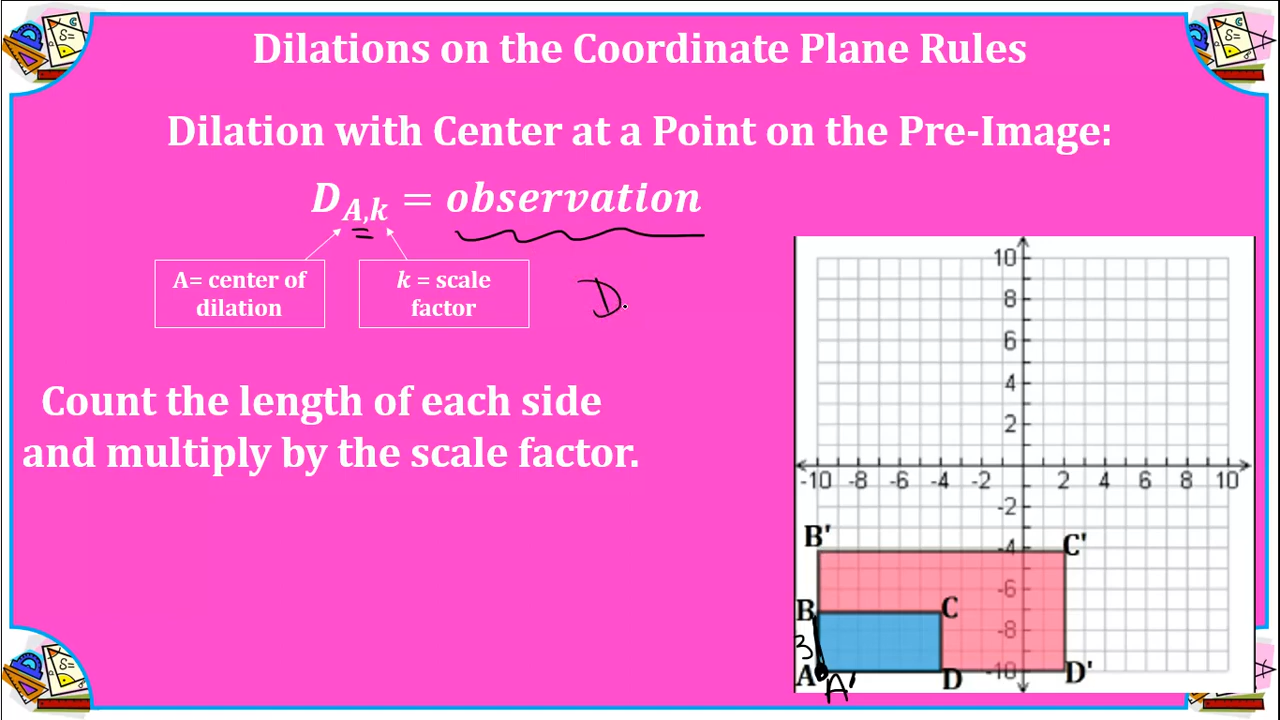 Dilations on the Coordinate Plane Rules
Dilation with Center at a Point on the Pre-Image:
D A,k = observation
A= center of
dilation
k = scale
factor
D
Count the length of each side
and multiply by the scale factor.
10
8
6
4
2
-10 -8 -6 -4 -2 2 4 6 8 10
-2
B' -4 C'
-6
B C
-8
3
A A' D -10 D'